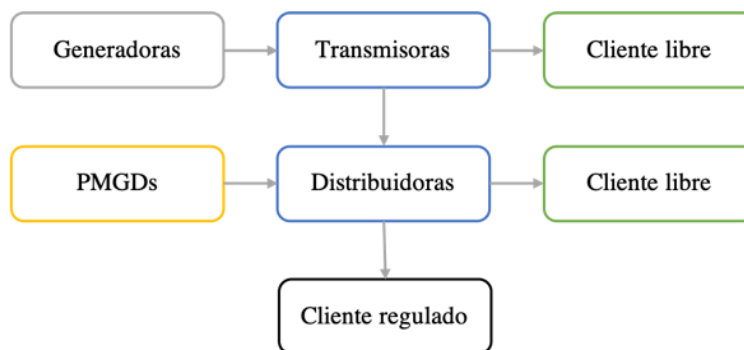 Generadoras
Transmisoras
Cliente libre
PMGDs
Distribuidoras
Cliente libre
Cliente regulado